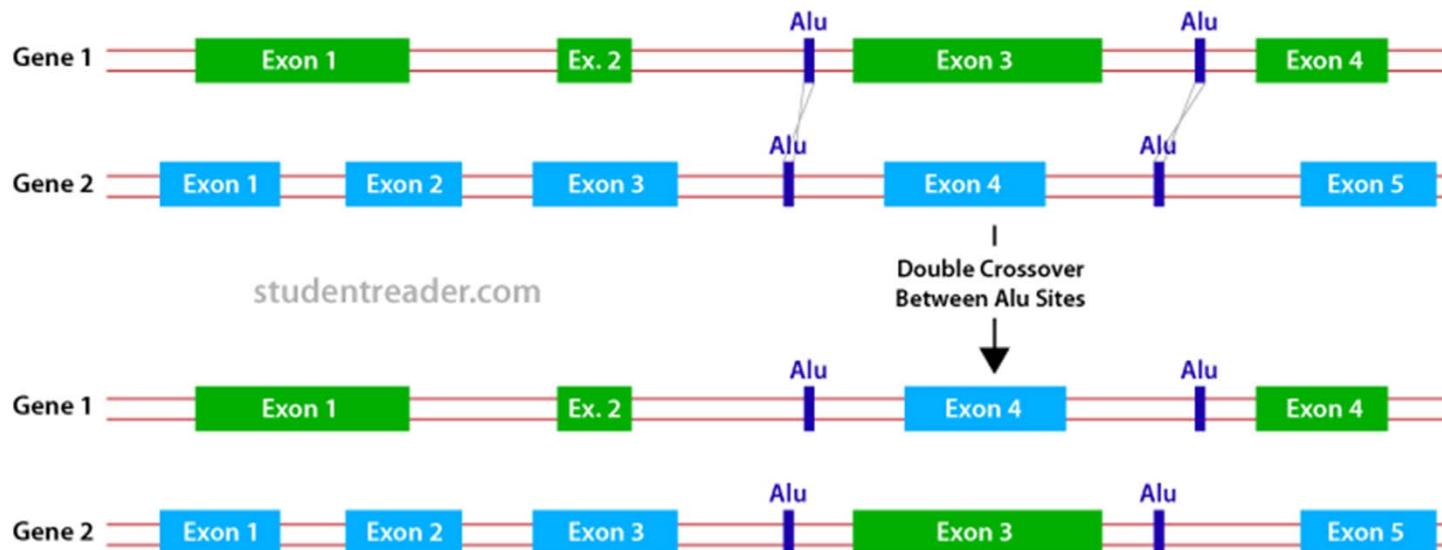 Alu Alu
Gene 1 Exon 1 Ex. 2 Exon 3 Exon 4
Alu Alu
Gene 2 Exon 1 Exon 2 Exon 3 Exon 4 Exon 5
Double Crossover
Between Alu Sites
studentreader.com
Alu Alu
Gene 1 Exon 1 Ex. 2 Exon 4 Exon 4
Alu Alu
Gene 2 Exon 1 Exon 2 Exon 3 Exon 3 Exon 5